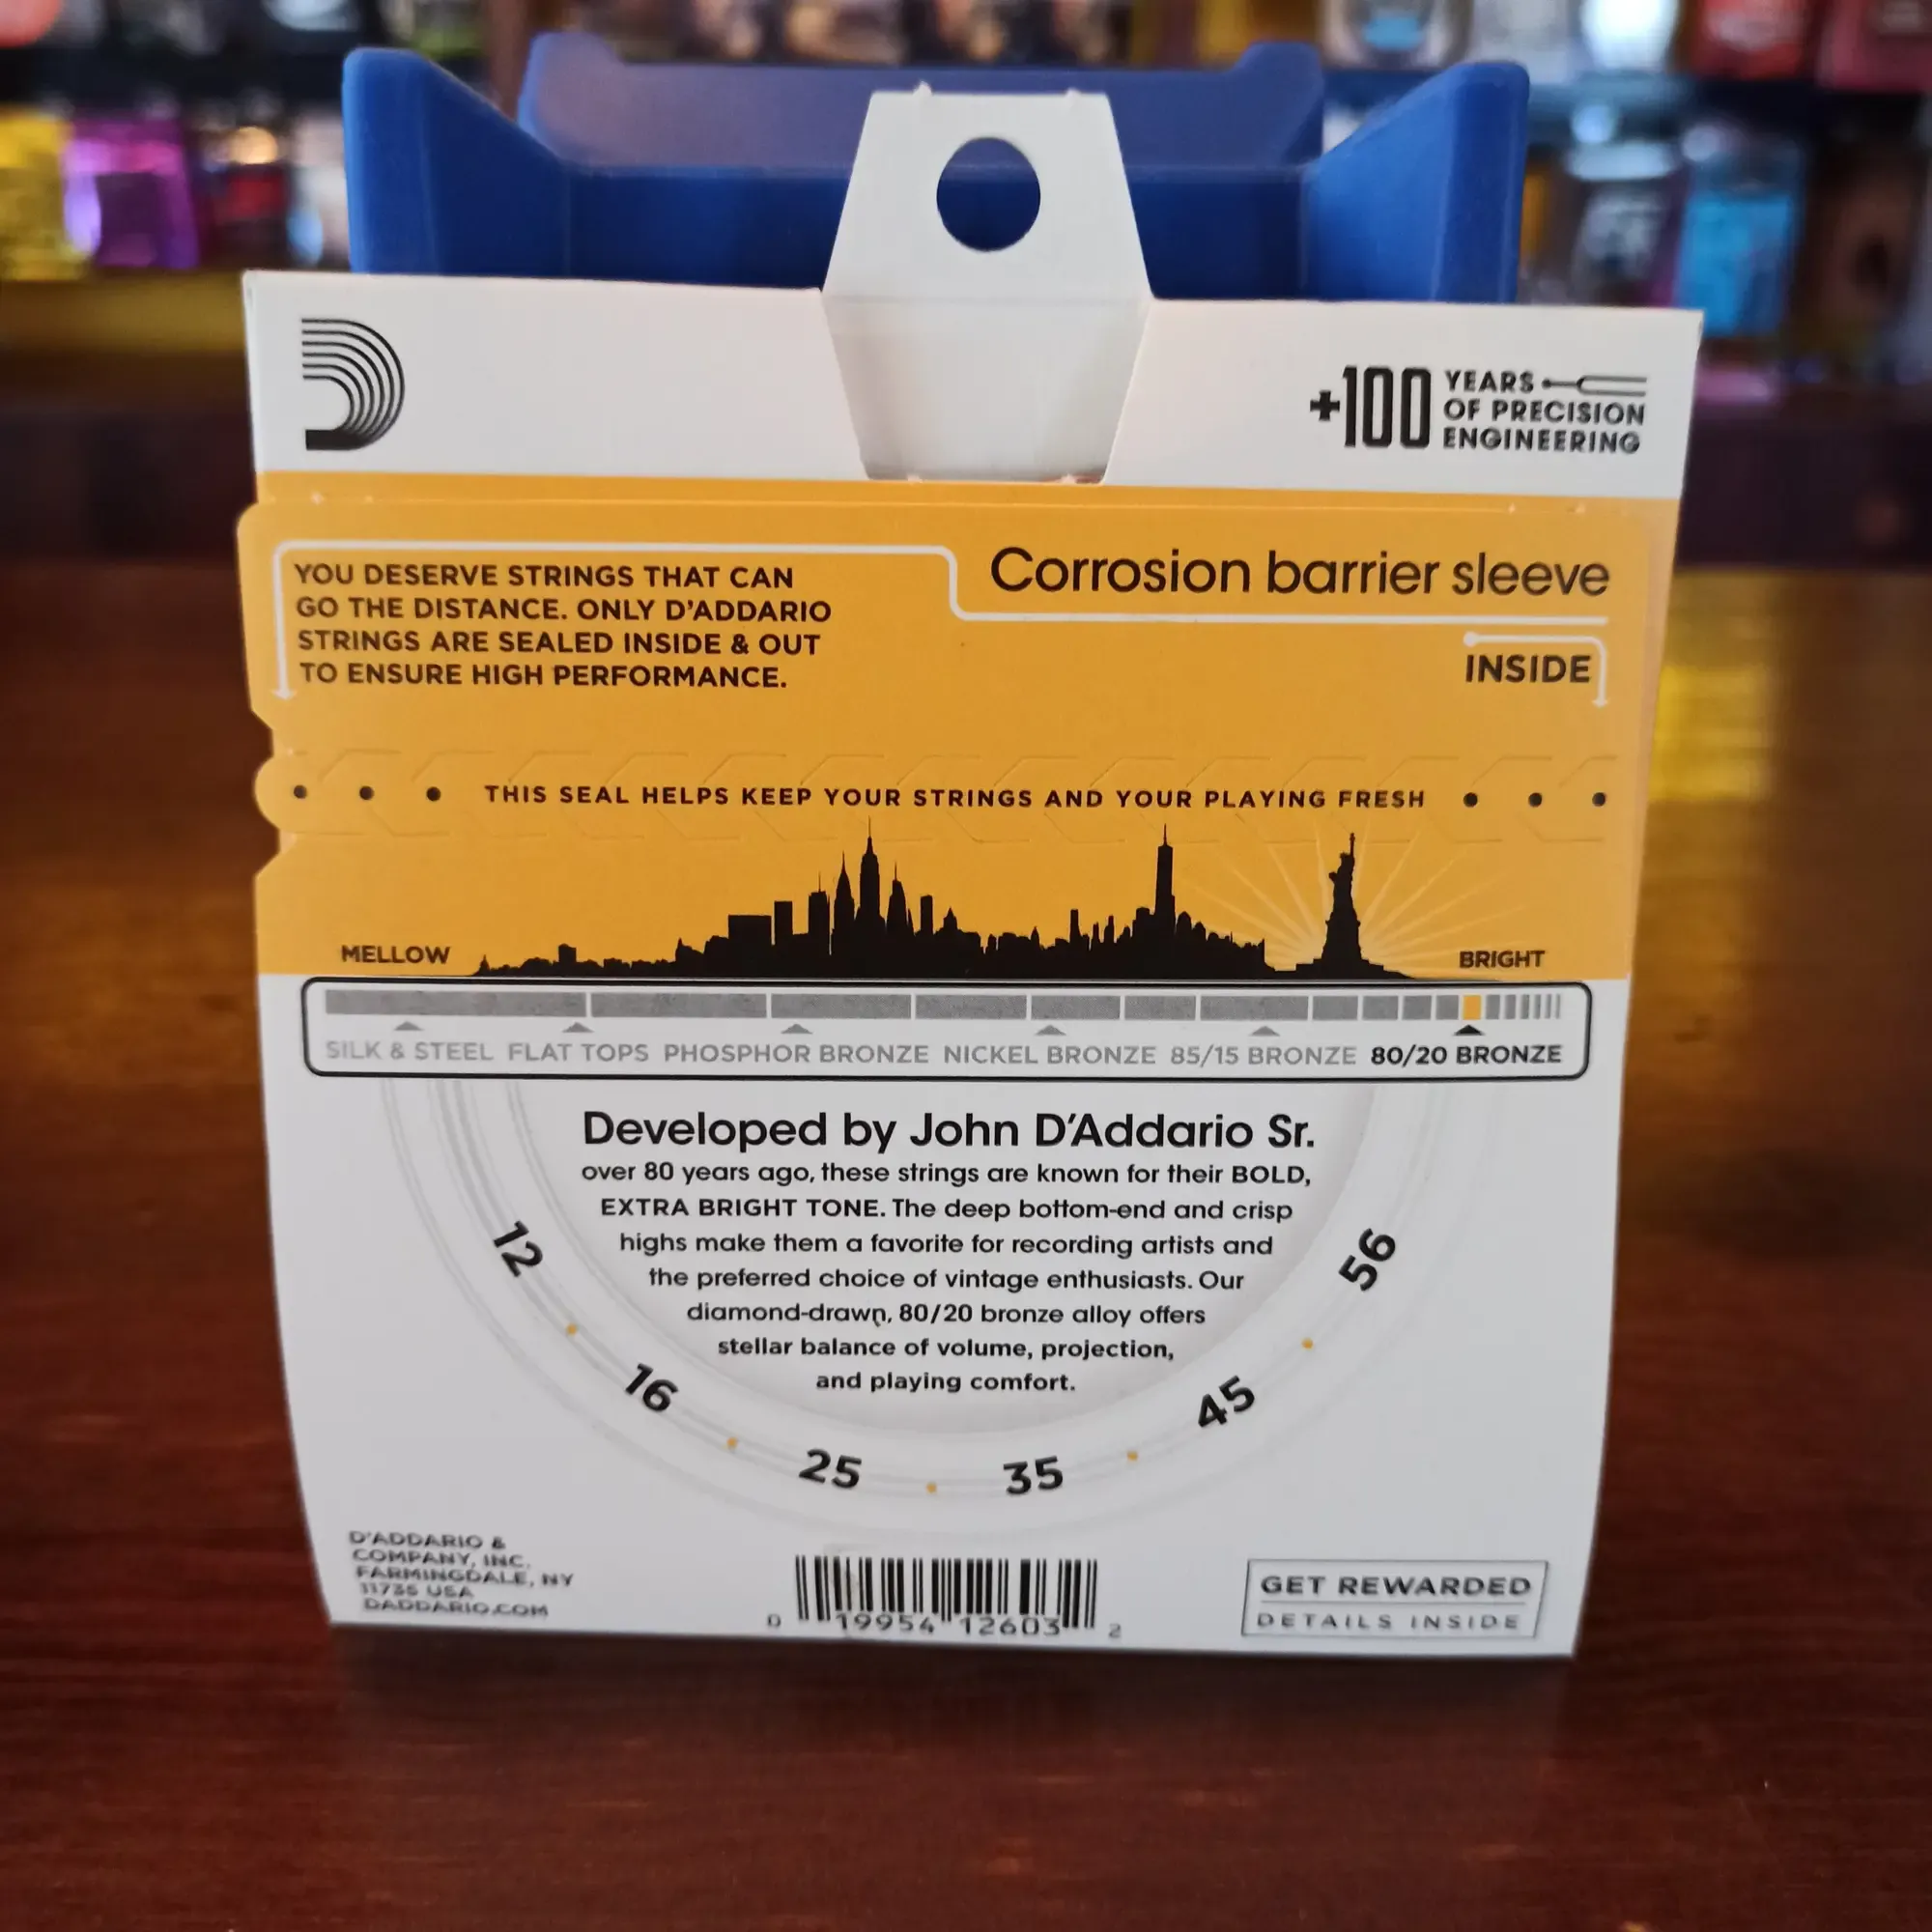 +100 YEARS
OF PRECISION
ENGINEERING
YOU DESERVE STRINGS THAT CAN
GO THE DISTANCE. ONLY D'ADDARIO
STRINGS ARE SEALED INSIDE & OUT
TO ENSURE HIGH PERFORMANCE.
Corrosion barrier sleeve
INSIDE
THIS SEAL HELPS KEEP YOUR STRINGS AND YOUR PLAYING FRESH
MELLOW
BRIGHT
SILK & STEEL FLAT TOPS PHOSPHOR BRONZE NICKEL BRONZE 85/15 BRONZE 80/20 BRONZE
Developed by John D'Addario Sr.
over 80 years ago, these strings are known for their BOLD,
EXTRA BRIGHT TONE. The deep bottom-end and crisp
highs make them a favorite for recording artists and
the preferred choice of vintage enthusiasts. Our
diamond-drawn, 80/20 bronze alloy offers
stellar balance of volume, projection,
and playing comfort.
12
16
25
35
45
56
D'ADDARIO &
COMPANY, INC.
FARMINGDALE, NY
11735 USA
DADDARIO.COM
0 19954 12603 2
GET REWARDED
DETAILS INSIDE